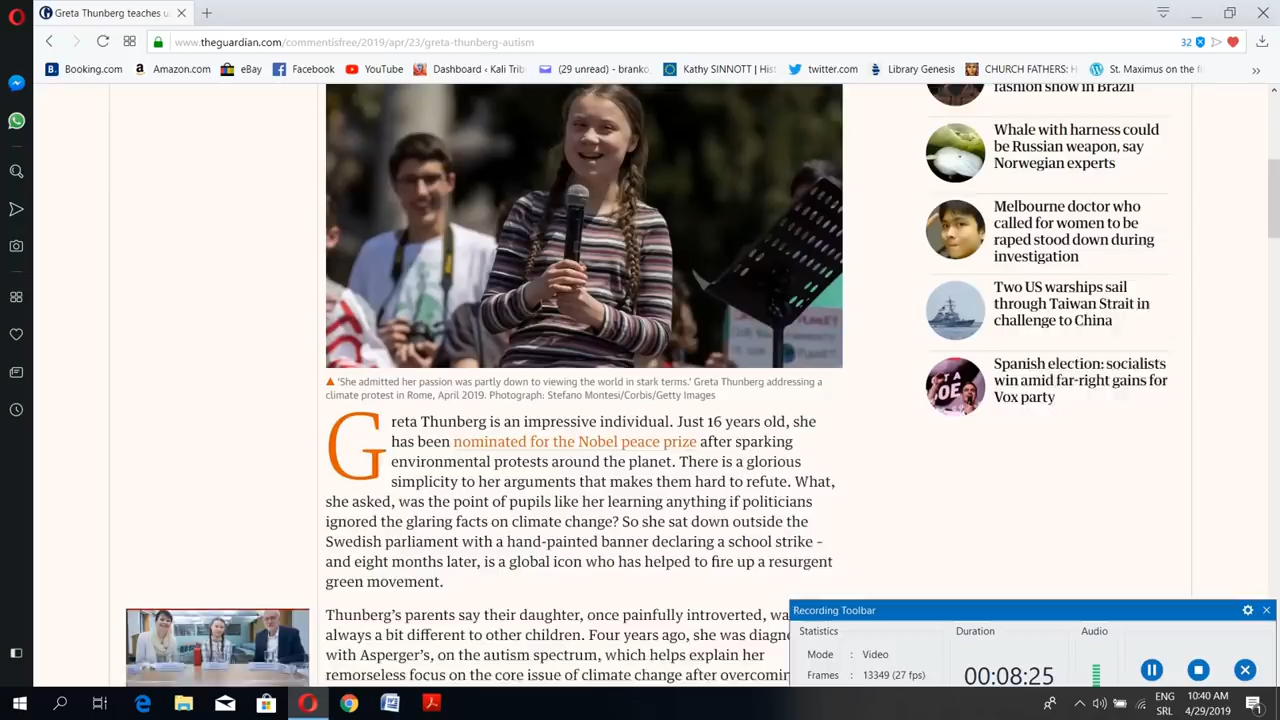 Greta Thunberg teaches u
www.theguardian.com/commentisfree/2019/apr/23/greta-thunberg-autism
32
Booking.com
Amazon.com
eBay
Facebook
YouTube
Dashboard ‹ Kali Trib
(29 unread) - branko
Kathy SINNOTT | His
twitter.com
Library Genesis
CHURCH FATHERS: H
St. Maximus on the fi
fashion show in Brazil
Whale with harness could
be Russian weapon, say
Norwegian experts
Melbourne doctor who
called for women to be
raped stood down during
investigation
Two US warships sail
through Taiwan Strait in
challenge to China
Spanish election: socialists
win amid far-right gains for
Vox party
‘She admitted her passion was partly down to viewing the world in stark terms.’ Greta Thunberg addressing a
climate protest in Rome, April 2019. Photograph: Stefano Montesi/Corbis/Getty Images
Greta Thunberg is an impressive individual. Just 16 years old, she
has been nominated for the Nobel peace prize after sparking
environmental protests around the planet. There is a glorious
simplicity to her arguments that makes them hard to refute. What,
she asked, was the point of pupils like her learning anything if politicians
ignored the glaring facts on climate change? So she sat down outside the
Swedish parliament with a hand-painted banner declaring a school strike –
and eight months later, is a global icon who has helped to fire up a resurgent
green movement.
Thunberg’s parents say their daughter, once painfully introverted, wa
always a bit different to other children. Four years ago, she was diagn
with Asperger’s, on the autism spectrum, which helps explain her
remorseless focus on the core issue of climate change after overcomin
Recording Toolbar
Statistics
Duration
Audio
Mode : Video
Frames : 13349 (27 fps)
00:08:25
ENG
SRL
10:40 AM
4/29/2019
1